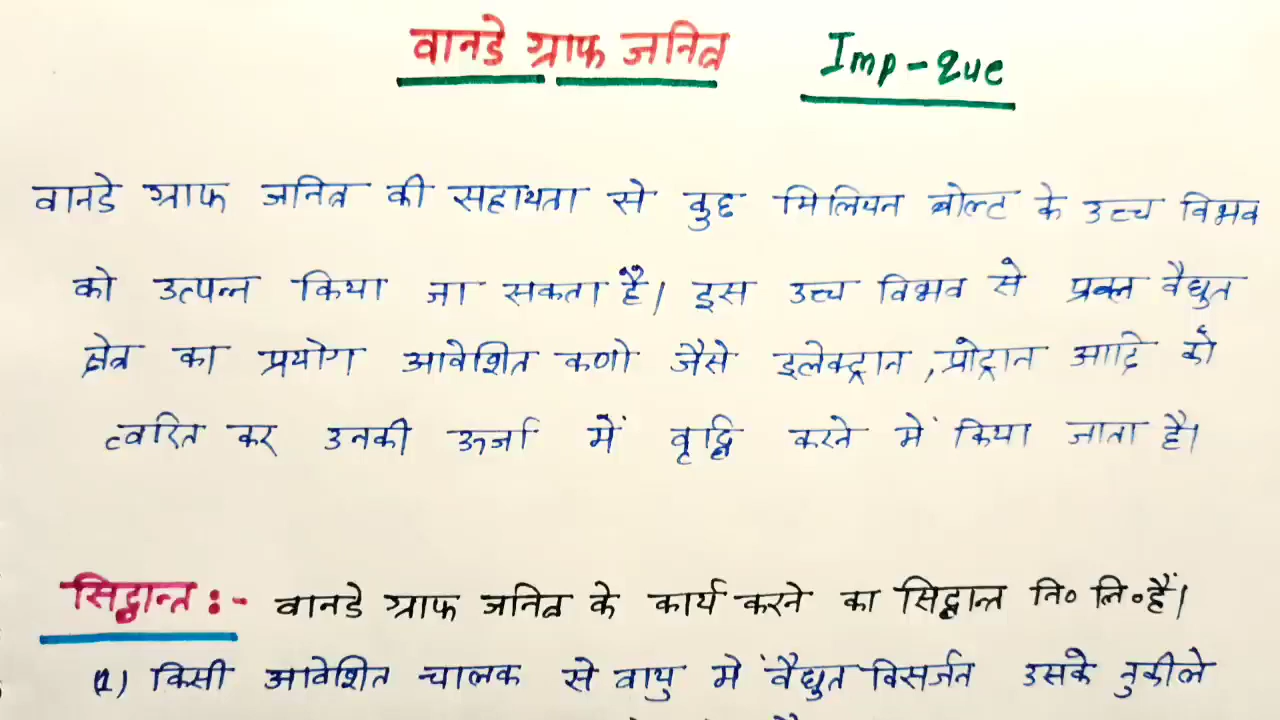 वानडे ग्राफ जनित्र Imp-que
वानडे ग्राफ जनित्र की सहायता से कुछ मिलियन वोल्ट के उच्च विभव
को उत्पन्न किया जा सकता है। इस उच्च विभव से प्रबल वैद्युत
क्षेत्र का प्रयोग आवेशित कणो जैसे इलेक्ट्रान, प्रोट्रान आदि को
त्वरित कर उनकी ऊर्जा में वृद्धि करने में किया जाता है।
सिद्धान्त :- वानडे ग्राफ जनित्र के कार्य करने का सिद्धान्त नि० लि० हैं।
(1) किसी आवेशित चालक से वायु में वैद्युत विसर्जन उसके नुकीले